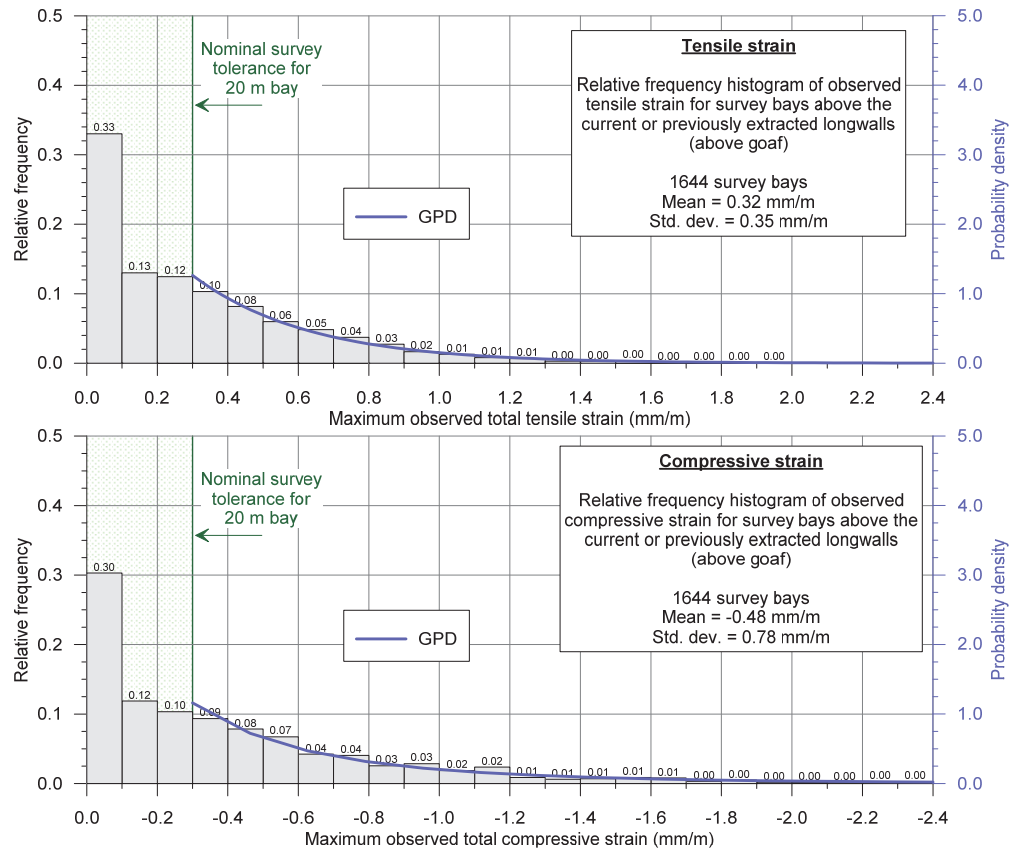 0.5
0.4
0.3
0.2
0.1
0.0
Relative frequency
5.0
4.0
3.0
2.0
1.0
0.0
Probability density
Nominal survey
tolerance for
20 m bay
Tensile strain
Relative frequency histogram of observed
tensile strain for survey bays above the
current or previously extracted longwalls
(above goaf)
1644 survey bays
Mean = 0.32 mm/m
Std. dev. = 0.35 mm/m
GPD
0.33 0.13 0.12 0.10 0.08 0.06 0.05 0.04 0.03 0.02 0.01 0.01 0.01 0.00 0.00 0.00 0.00 0.00 0.00 0.00
0.0 0.2 0.4 0.6 0.8 1.0 1.2 1.4 1.6 1.8 2.0 2.2 2.4
Maximum observed total tensile strain (mm/m)
0.5
0.4
0.3
0.2
0.1
0.0
Relative frequency
5.0
4.0
3.0
2.0
1.0
0.0
Probability density
Nominal survey
tolerance for
20 m bay
Compressive strain
Relative frequency histogram of observed
compressive strain for survey bays above the
current or previously extracted longwalls
(above goaf)
1644 survey bays
Mean = -0.48 mm/m
Std. dev. = 0.78 mm/m
GPD
0.30 0.12 0.10 0.09 0.08 0.07 0.04 0.04 0.03 0.03 0.02 0.02 0.01 0.01 0.01 0.01 0.01 0.00 0.00 0.00 0.00 0.00 0.00 0.00
0.0 -0.2 -0.4 -0.6 -0.8 -1.0 -1.2 -1.4 -1.6 -1.8 -2.0 -2.2 -2.4
Maximum observed total compressive strain (mm/m)